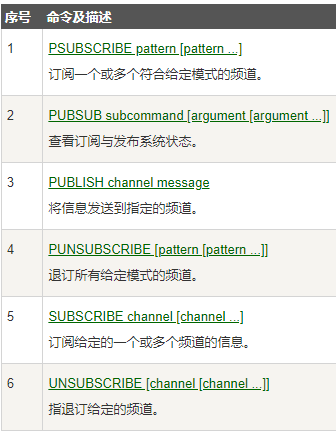 序号 命令及描述
1 PSUBSCRIBE pattern [pattern ...]
订阅一个或多个符合给定模式的频道。
2 PUBSUB subcommand [argument [argument ...]]
查看订阅与发布系统状态。
3 PUBLISH channel message
将信息发送到指定的频道。
4 PUNSUBSCRIBE [pattern [pattern ...]]
退订所有给定模式的频道。
5 SUBSCRIBE channel [channel ...]
订阅给定的一个或多个频道的信息。
6 UNSUBSCRIBE [channel [channel ...]]
指退订给定的频道。